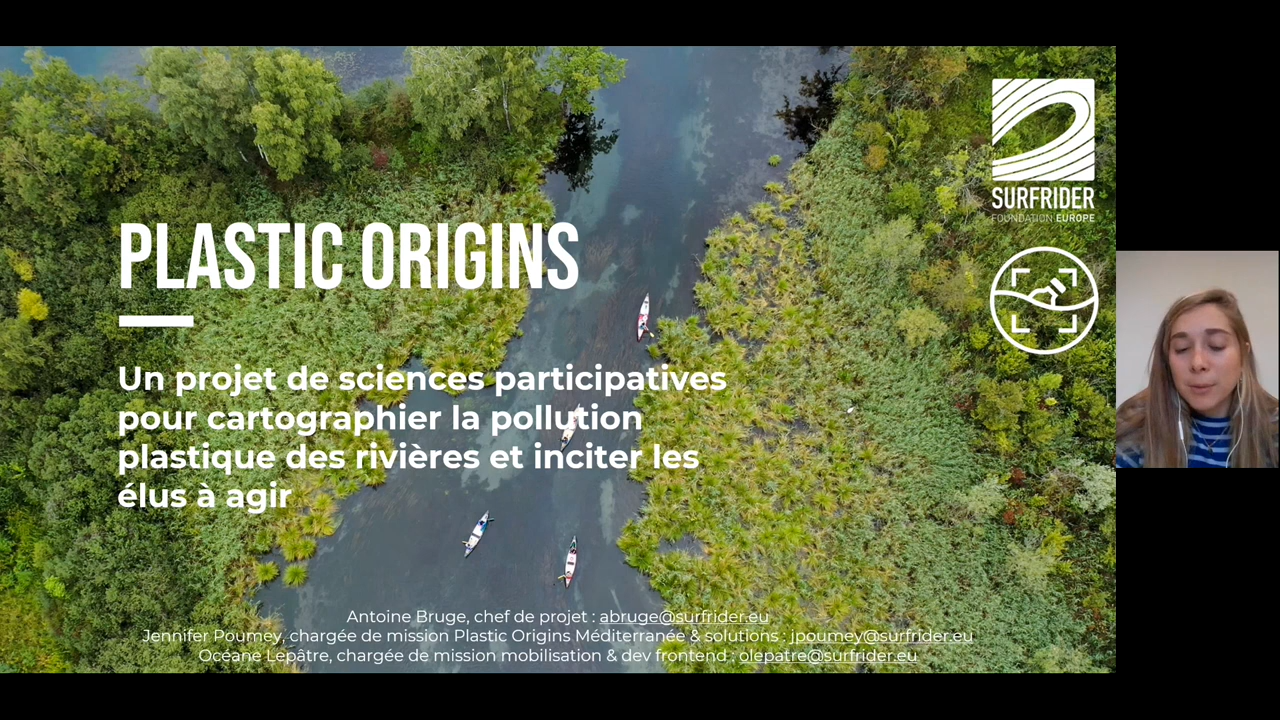 SURFRIDER
FOUNDATION EUROPE
PLASTIC ORIGINS
Un projet de sciences participatives
pour cartographier la pollution
plastique des rivières et inciter les
élus à agir
Antoine Bruge, chef de projet : abruge@surfrider.eu
Jennifer Poumey, chargée de mission Plastic Origins Méditerranée & solutions : jpoumey@surfrider.eu
Océane Lepâtre, chargée de mission mobilisation & dev frontend : olepatre@surfrider.eu